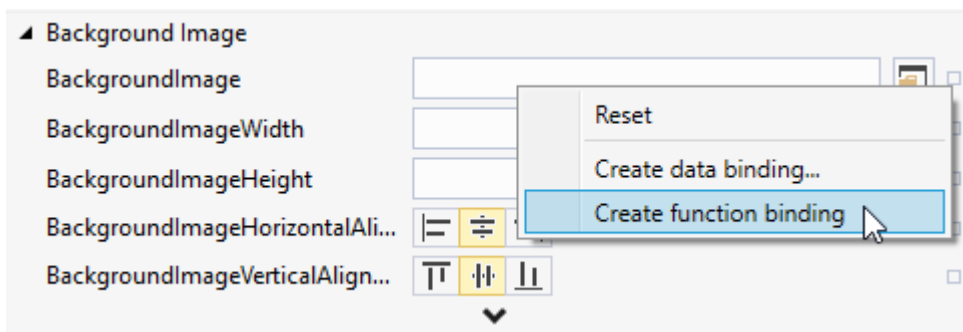 Background Image
BackgroundImage
Reset
BackgroundImageWidth
Create data binding...
BackgroundImageHeight
Create function binding
BackgroundImageHorizontalAli...
BackgroundImageVerticalAlign...